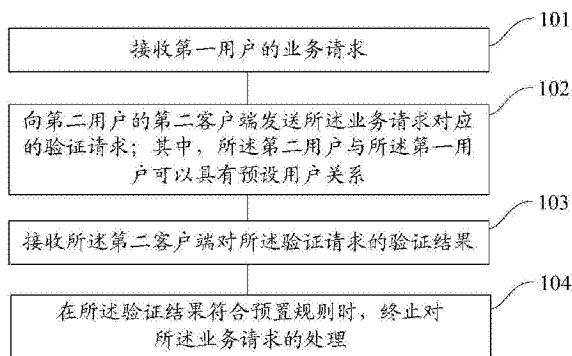 101
接收第一用户的业务请求
102
向第二用户的第二客户端发送所述业务请求对应
的验证请求；其中，所述第二用户与所述第一用
户可以具有预设用户关系
103
接收所述第二客户端对所述验证请求的验证结果
104
在所述验证结果符合预置规则时，终止对
所述业务请求的处理